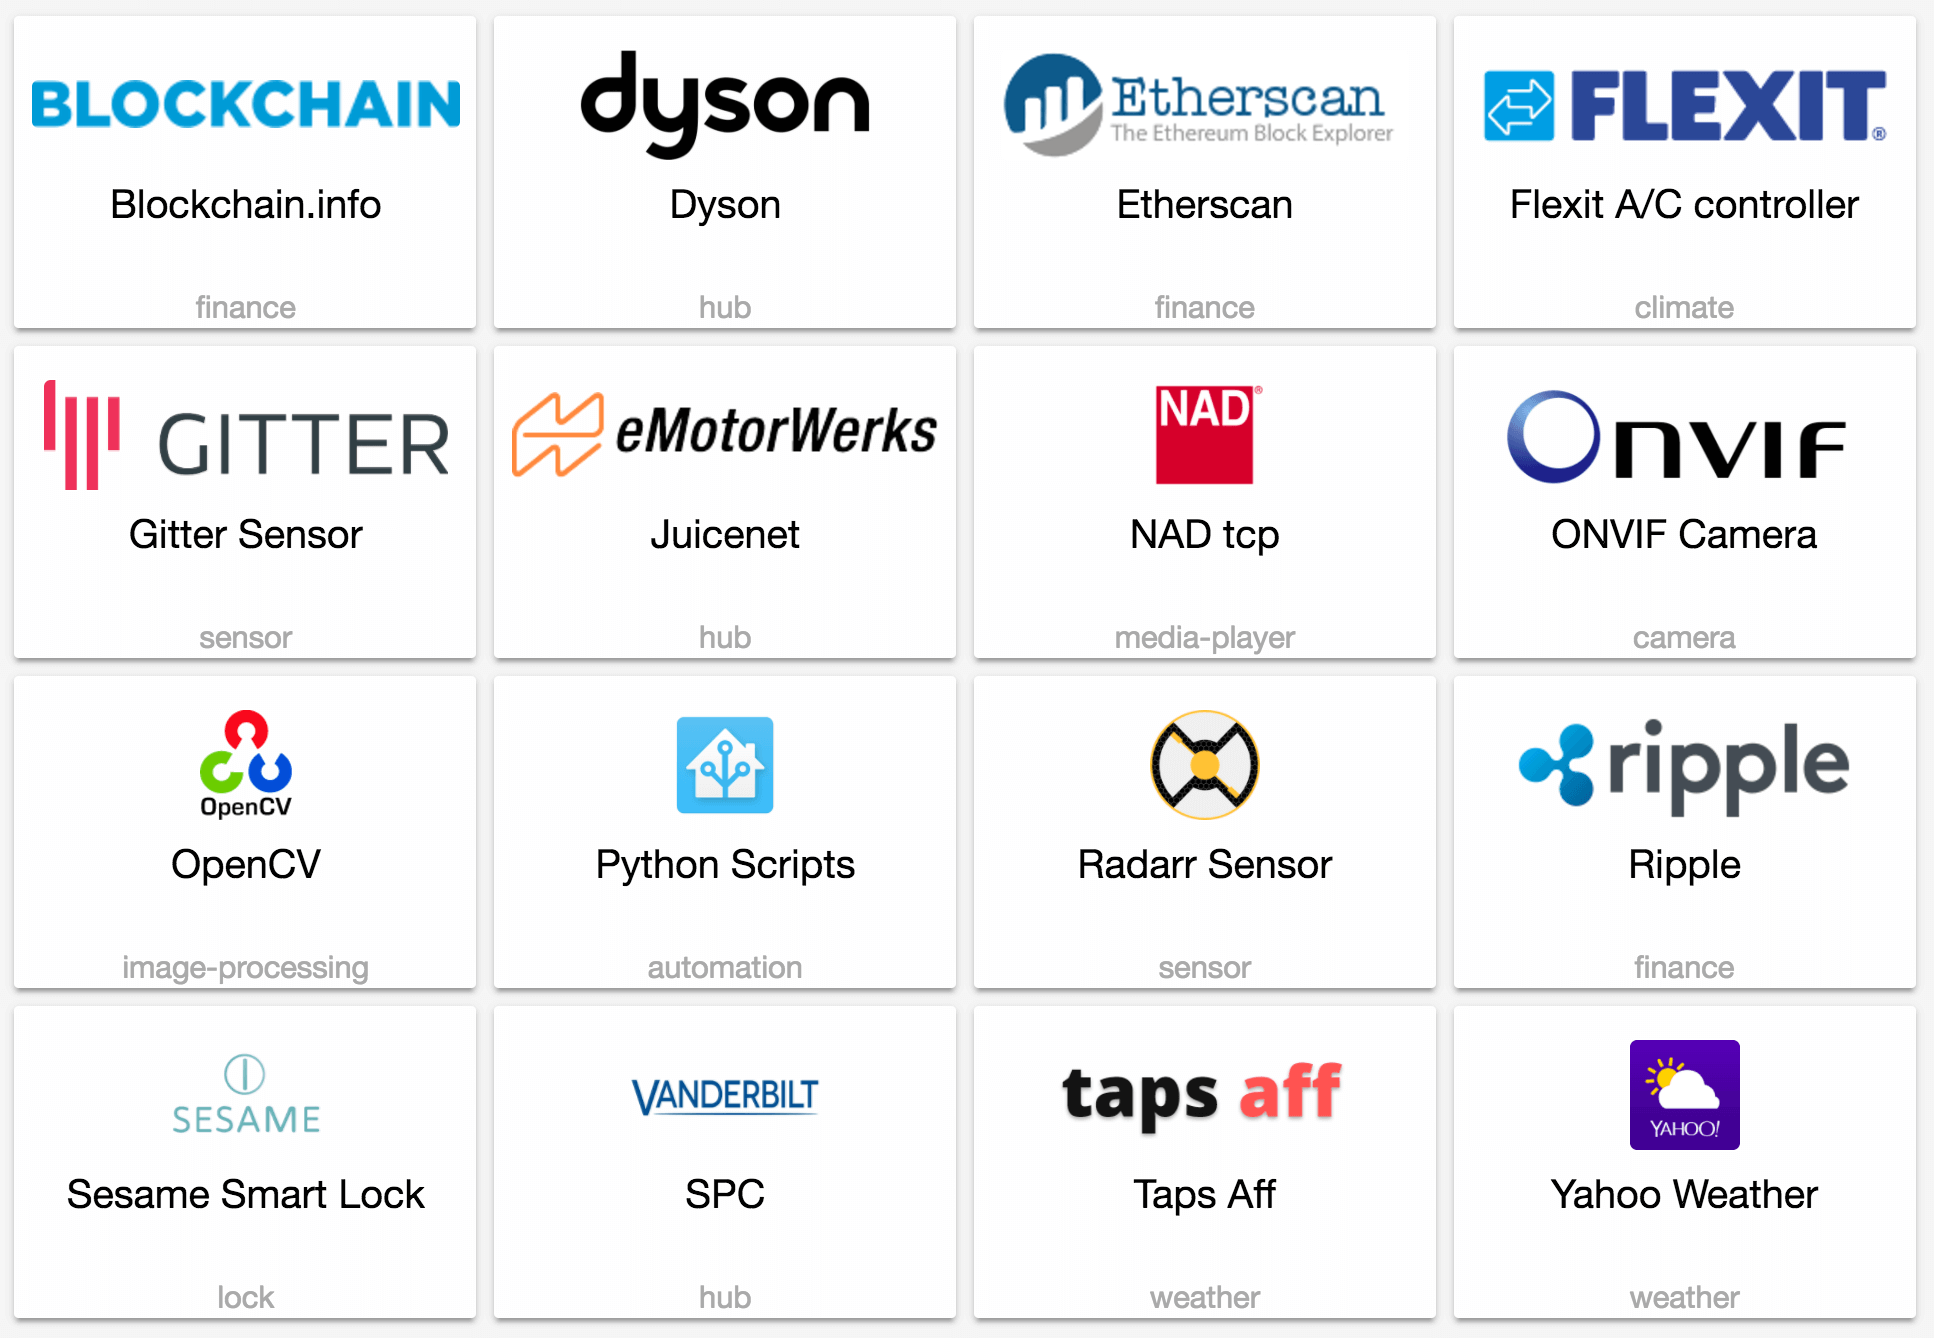 BLOCKCHAIN
Blockchain.info
finance
dyson
Dyson
hub
Etherscan
The Ethereum Block Explorer
Etherscan
finance
FLEXIT®
Flexit A/C controller
climate
GITTER
Gitter Sensor
sensor
eMotorWerks
Juicenet
hub
NAD®
NAD tcp
media-player
ONVIF
ONVIF Camera
camera
OpenCV
OpenCV
image-processing
Python Scripts
automation
Radarr Sensor
sensor
ripple
Ripple
finance
SESAME
Sesame Smart Lock
lock
VANDERBILT
SPC
hub
taps aff
Taps Aff
weather
YAHOO!
Yahoo Weather
weather